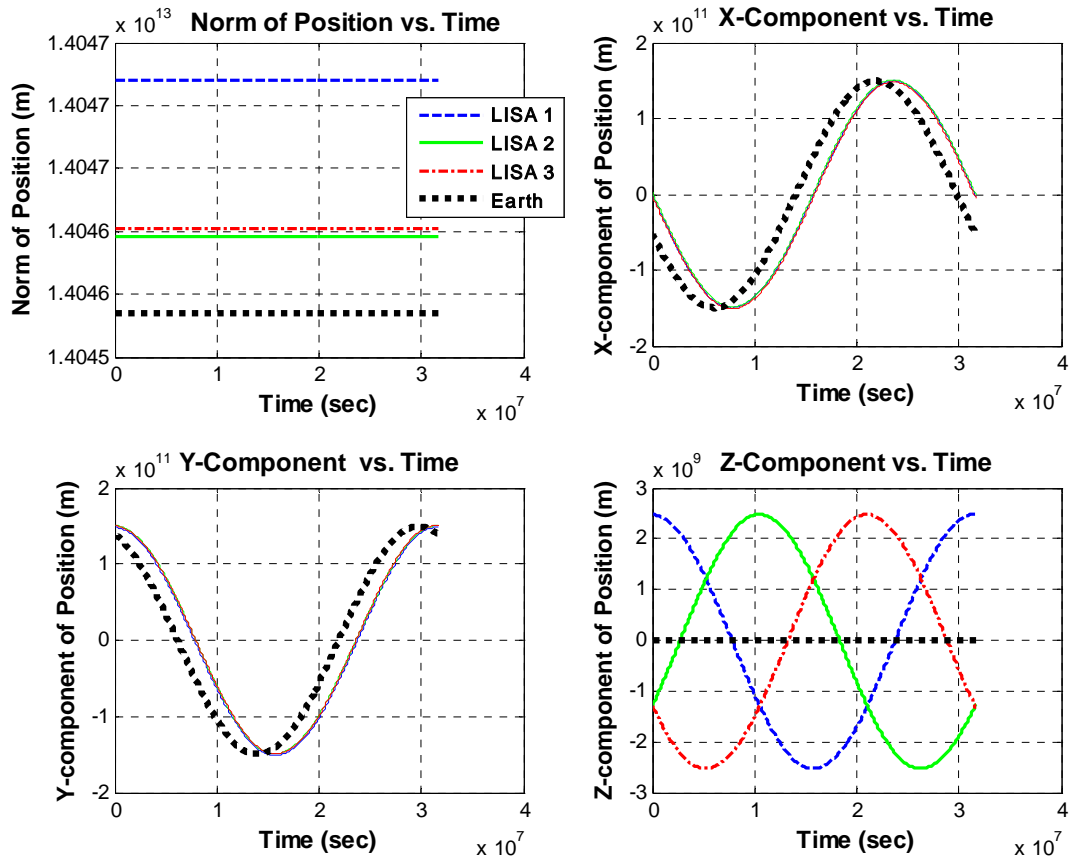 x 10^13 Norm of Position vs. Time
Norm of Position (m)
1.4047
1.4047
1.4047
1.4046
1.4046
1.4045
0 1 2 3 4
Time (sec) x 10^7
LISA 1
LISA 2
LISA 3
Earth
x 10^11 X-Component vs. Time
X-component of Position (m)
2
1
0
-1
-2
0 1 2 3 4
Time (sec) x 10^7
x 10^11 Y-Component vs. Time
Y-component of Position (m)
2
1
0
-1
-2
0 1 2 3 4
Time (sec) x 10^7
x 10^9 Z-Component vs. Time
Z-component of Position (m)
3
2
1
0
-1
-2
-3
0 1 2 3 4
Time (sec) x 10^7